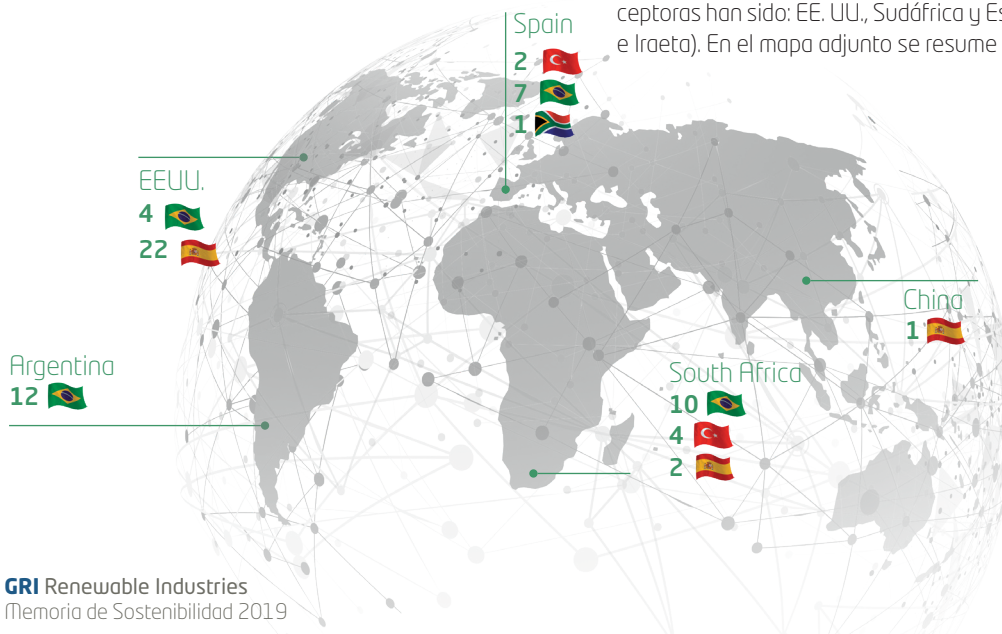 ceptoras han sido: EE. UU., Sudáfrica y Es
e Iraeta). En el mapa adjunto se resume
Spain
2
7
1
EEUU.
4
22
China
1
Argentina
12
South Africa
10
4
2
GRI Renewable Industries
Memoria de Sostenibilidad 2019